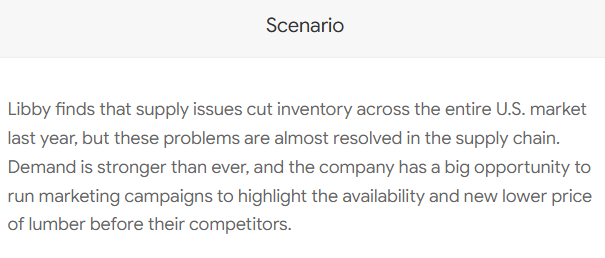 Scenario
Libby finds that supply issues cut inventory across the entire U.S. market
last year, but these problems are almost resolved in the supply chain.
Demand is stronger than ever, and the company has a big opportunity to
run marketing campaigns to highlight the availability and new lower price
of lumber before their competitors.